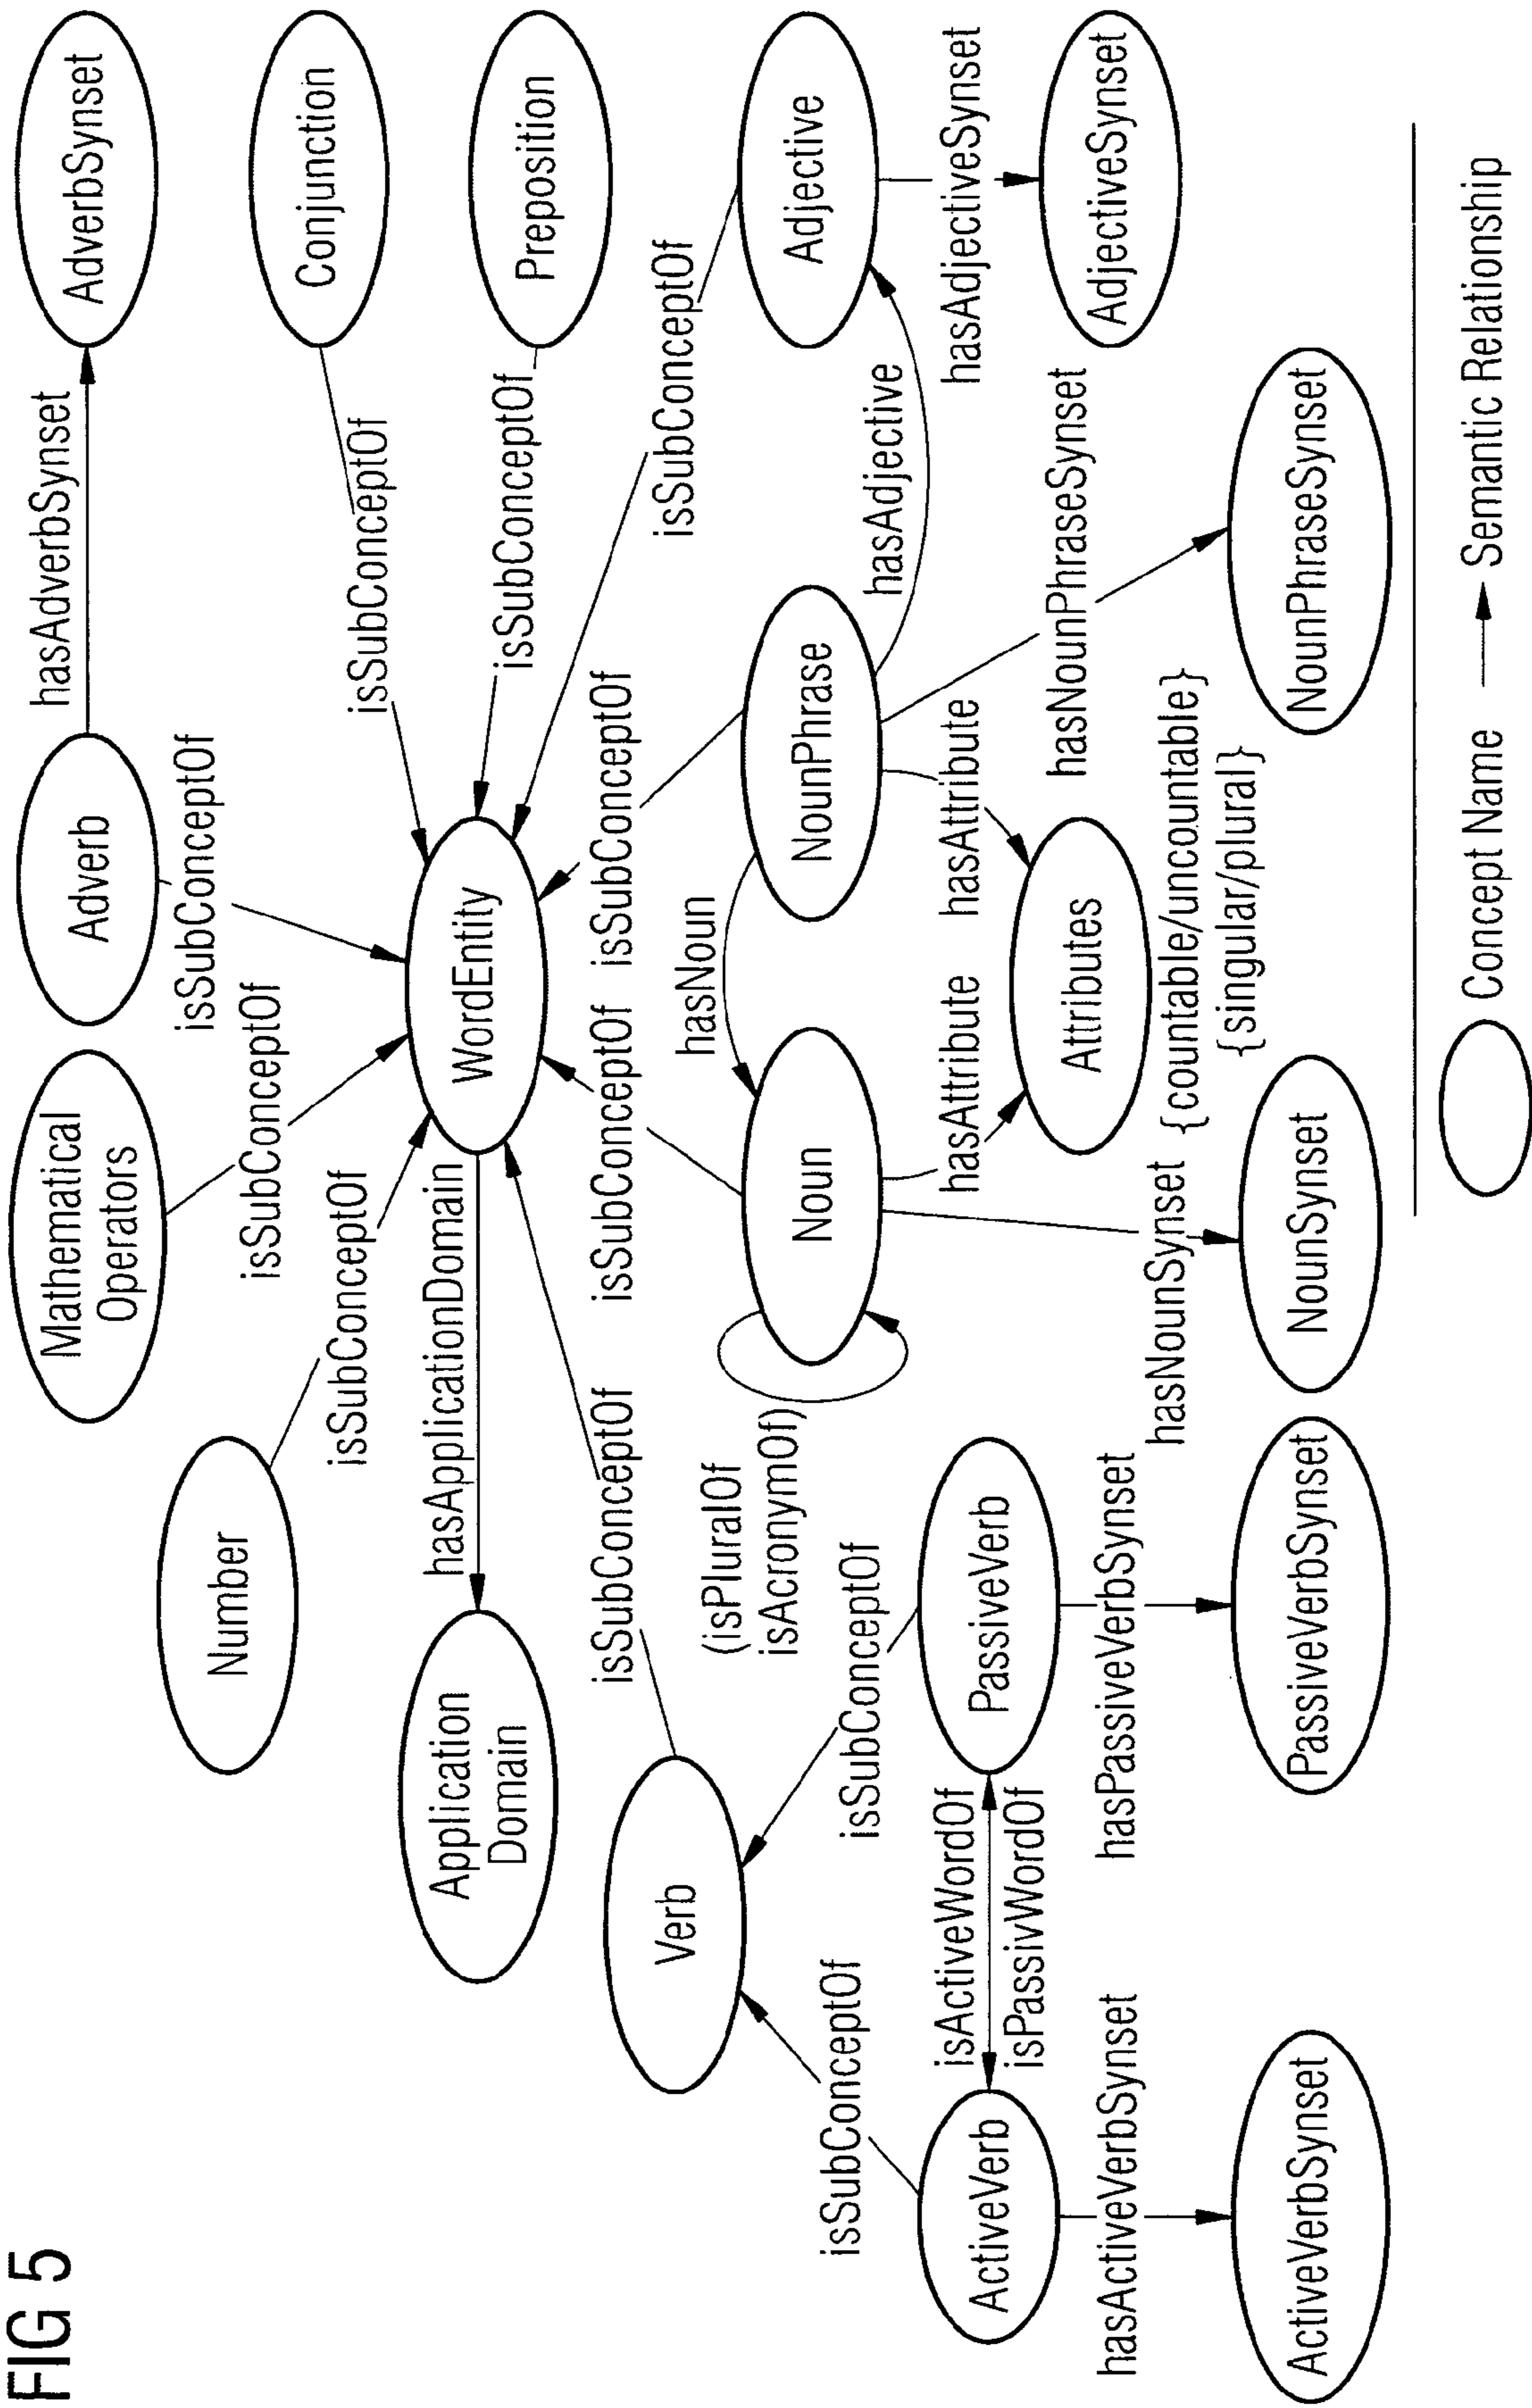 FIG 5
Mathematical
Operators
Adverb
hasAdverbSynset
AdverbSynset
Number
isSubConceptOf
isSubConceptOf
isSubConceptOf
Conjunction
isSubConceptOf
Application
Domain
hasApplicationDomain
WordEntity
isSubConceptOf
Preposition
Verb
isSubConceptOf
isSubConceptOf
isSubConceptOf
isSubConceptOf
hasNoun
(isPluralOf
isAcronymOf)
Noun
NounPhrase
Adjective
isSubConceptOf
isSubConceptOf
hasAdjective
ActiveVerb
isActiveWordOf
isPassivWordOf
PassiveVerb
hasAttribute
hasAttribute
hasAdjectiveSynset
Attributes
AdjectiveSynset
hasActiveVerbSynset
hasPassiveVerbSynset
hasNounSynset
{countable/uncountable}
{singular/plural}
hasNounPhraseSynset
ActiveVerbSynset
PassiveVerbSynset
NounSynset
NounPhraseSynset
Concept Name
Semantic Relationship